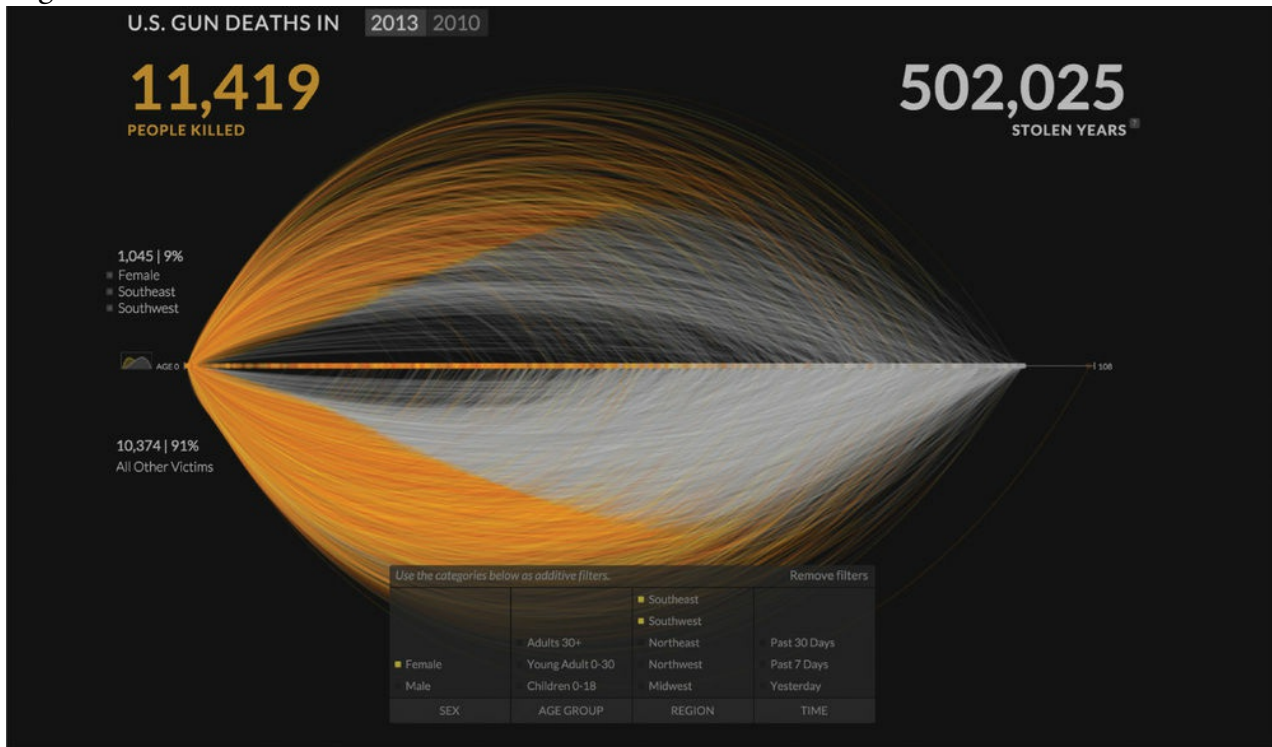 U.S. GUN DEATHS IN 2013 2010
11,419
PEOPLE KILLED
502,025
STOLEN YEARS ?
1,045 | 9%
Female
Southeast
Southwest
AGE 0
108
10,374 | 91%
All Other Victims
Use the categories below as additive filters. Remove filters
Southeast
Southwest
Adults 30+ Northeast Past 30 Days
Female Young Adult 0-30 Northwest Past 7 Days
Male Children 0-18 Midwest Yesterday
SEX AGE GROUP REGION TIME